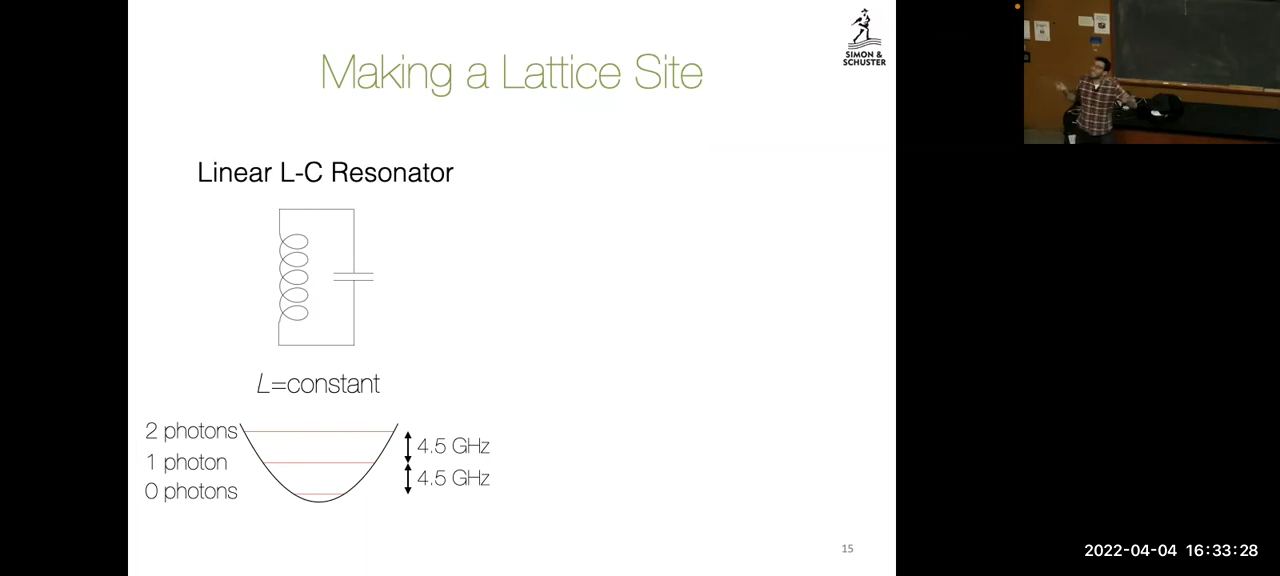 SIMON &
SCHUSTER
Making a Lattice Site
Linear L-C Resonator
L=constant
2 photons
4.5 GHz
1 photon
4.5 GHz
0 photons
15
2022-04-04 16:33:28